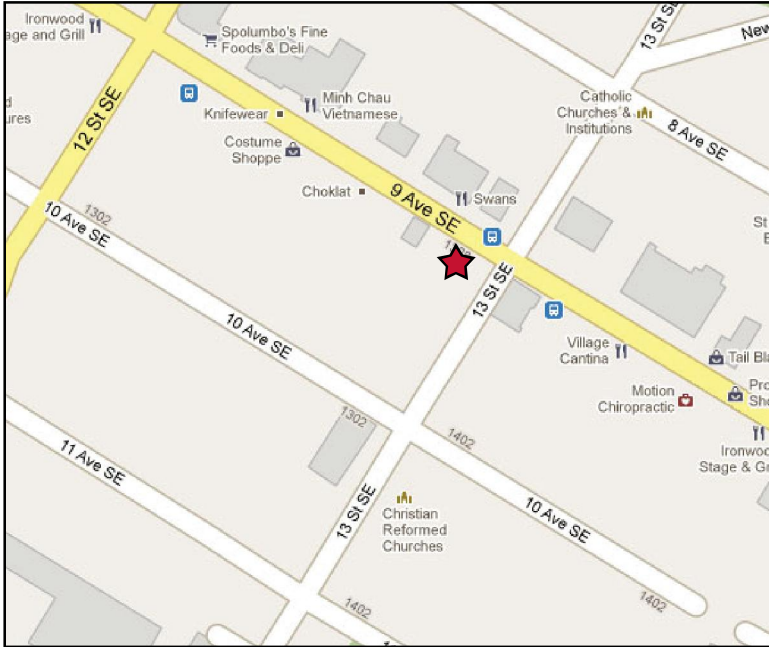 Ironwood
age and Grill
Spolumbo's Fine
Foods & Deli
13 St SE
New
12 St SE
Knifewear
Minh Chau
Vietnamese
Catholic
Churches &
Institutions
8 Ave SE
d
ures
Costume
Shoppe
Choklat
9 Ave SE
Swans
1302
10 Ave SE
St
E
13 St SE
10 Ave SE
Village
Cantina
Tail Bla
Motion
Chiropractic
Pro
Sho
1302
1402
Ironwoo
Stage & Gr
11 Ave SE
13 St SE
Christian
Reformed
Churches
10 Ave SE
1402
1402
1